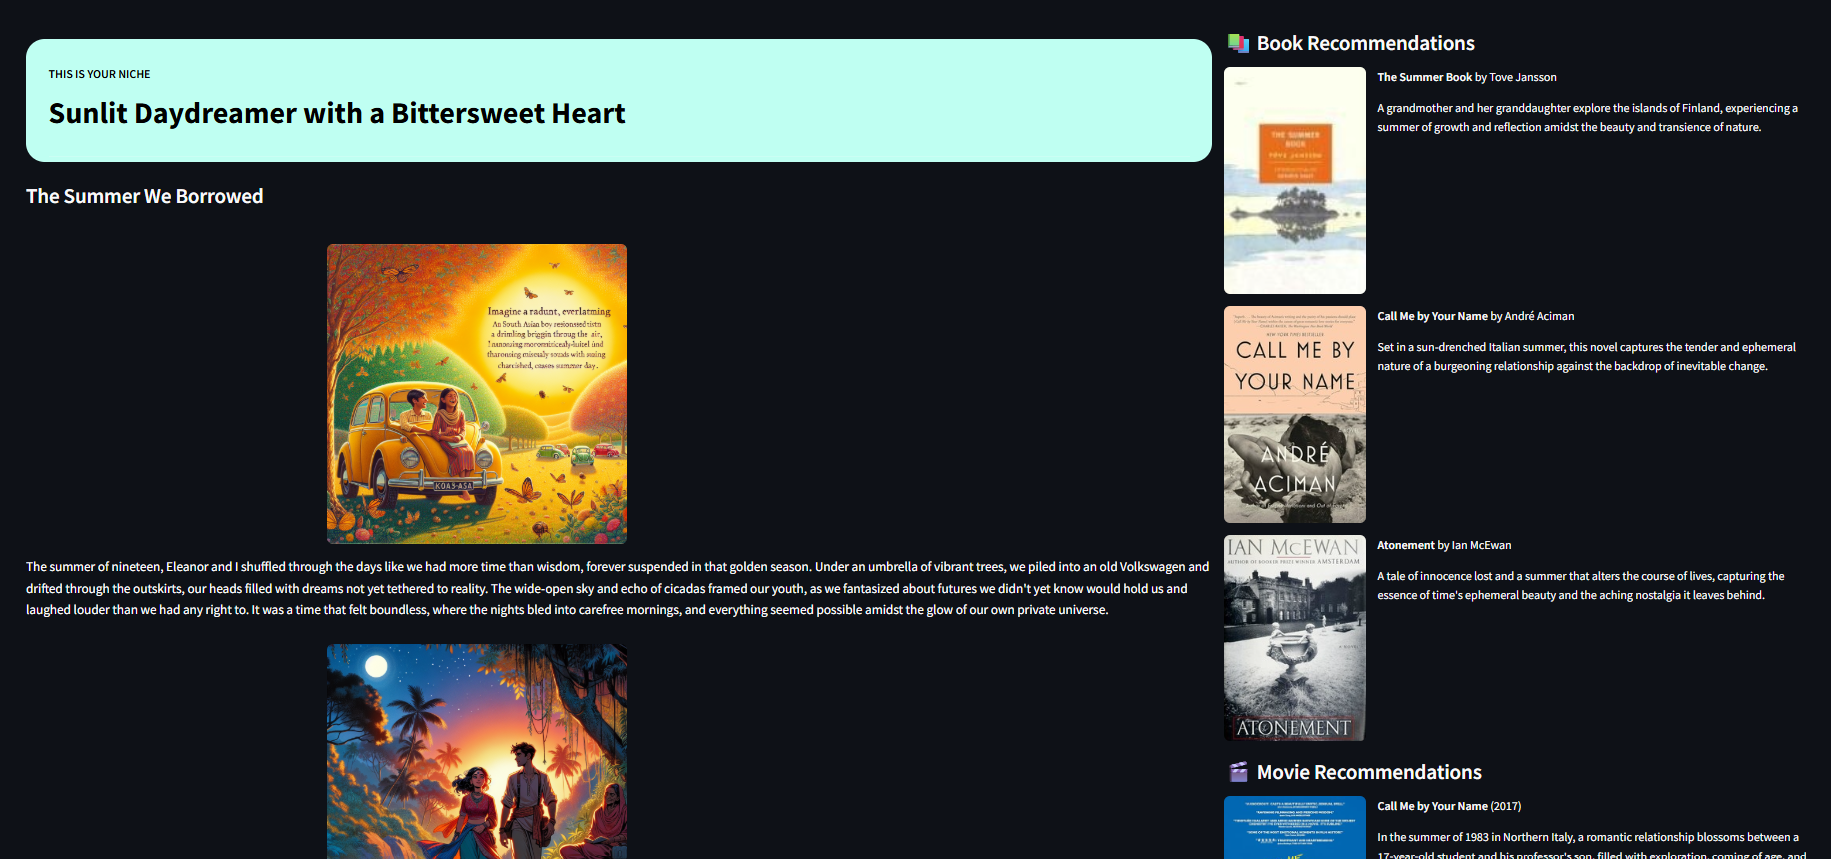 THIS IS YOUR NICHE
Sunlit Daydreamer with a Bittersweet Heart
The Summer We Borrowed
Imagine a radunt, everlatming
An South Asian boy
a drimling briggin throug the air,
charcished, cnsoss summer day.
KOA3-ASA
The summer of nineteen, Eleanor and I shuffled through the days like we had more time than wisdom, forever suspended in that golden season. Under an umbrella of vibrant trees, we piled into an old Volkswagen and
drifted through the outskirts, our heads filled with dreams not yet tethered to reality. The wide-open sky and echo of cicadas framed our youth, as we fantasized about futures we didn't yet know would hold us and
laughed louder than we had any right to. It was a time that felt boundless, where the nights bled into carefree mornings, and everything seemed possible amidst the glow of our own private universe.
Book Recommendations
THE SUMMER
BOOK
TOVE JANSSON
The Summer Book by Tove Jansson
A grandmother and her granddaughter explore the islands of Finland, experiencing a
summer of growth and reflection amidst the beauty and transience of nature.
NEW YORK TIMES BESTSELLER
CALL ME BY
YOUR NAME
ANDRÉ
ACIMAN
Call Me by Your Name by André Aciman
Set in a sun-drenched Italian summer, this novel captures the tender and ephemeral
nature of a burgeoning relationship against the backdrop of inevitable change.
IAN McEWAN
AUTHOR OF BOOKER PRIZE WINNER AMSTERDAM
A NOVEL
ATONEMENT
Atonement by Ian McEwan
A tale of innocence lost and a summer that alters the course of lives, capturing the
essence of time's ephemeral beauty and the aching nostalgia it leaves behind.
Movie Recommendations
Call Me by Your Name (2017)
In the summer of 1983 in Northern Italy, a romantic relationship blossoms between a
17-year-old student and his professor's son, filled with exploration, coming of age, and